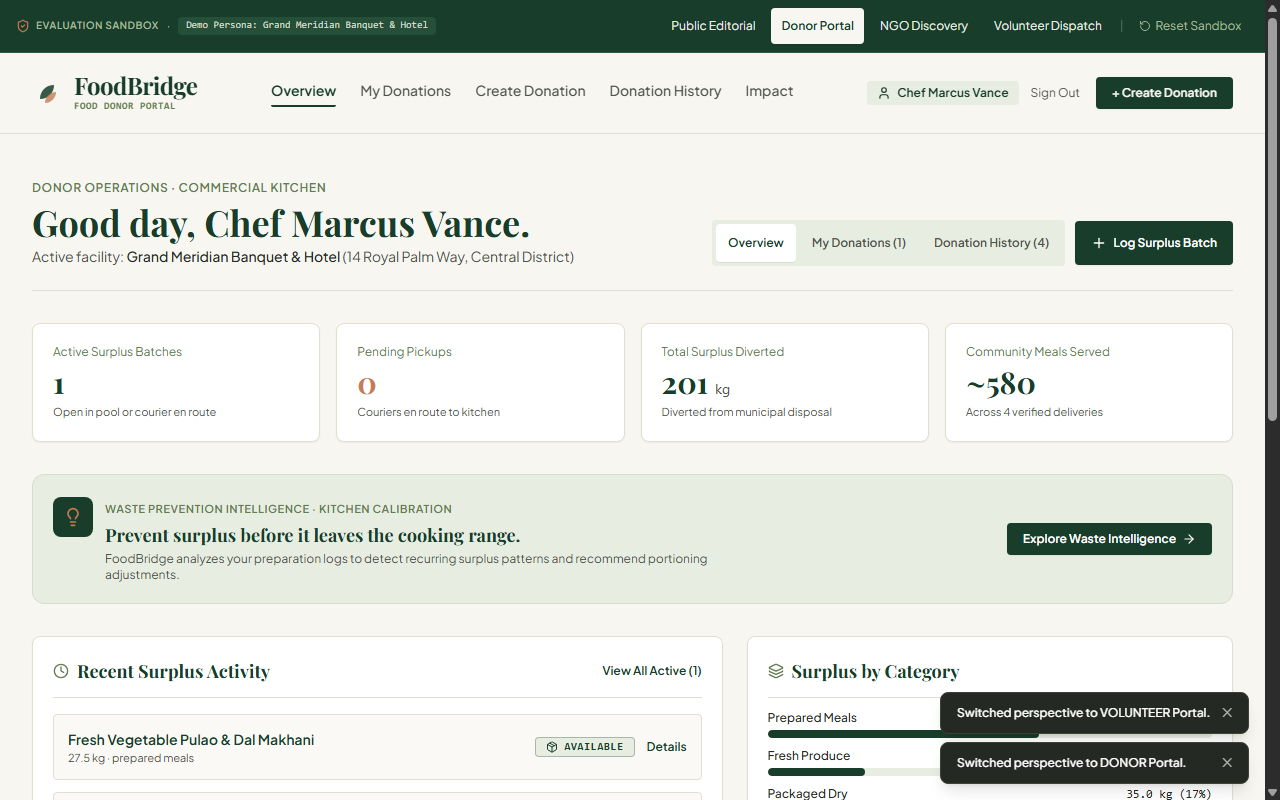 EVALUATION SANDBOX · Demo Persona: Grand Meridian Banquet & Hotel
Public Editorial Donor Portal NGO Discovery Volunteer Dispatch | Reset Sandbox
FoodBridge
FOOD DONOR PORTAL
Overview My Donations Create Donation Donation History Impact
Chef Marcus Vance Sign Out + Create Donation
DONOR OPERATIONS · COMMERCIAL KITCHEN
Good day, Chef Marcus Vance.
Active facility: Grand Meridian Banquet & Hotel (14 Royal Palm Way, Central District)
Overview My Donations (1) Donation History (4) Log Surplus Batch
Active Surplus Batches
1
Open in pool or courier en route
Pending Pickups
0
Couriers en route to kitchen
Total Surplus Diverted
201 kg
Diverted from municipal disposal
Community Meals Served
~580
Across 4 verified deliveries
WASTE PREVENTION INTELLIGENCE · KITCHEN CALIBRATION
Prevent surplus before it leaves the cooking range.
FoodBridge analyzes your preparation logs to detect recurring surplus patterns and recommend portioning
adjustments.
Explore Waste Intelligence
Recent Surplus Activity View All Active (1)
Fresh Vegetable Pulao & Dal Makhani
27.5 kg · prepared meals
AVAILABLE Details
Surplus by Category
Prepared Meals
Fresh Produce
Packaged Dry 35.0 kg (17%)
Switched perspective to VOLUNTEER Portal.
Switched perspective to DONOR Portal.